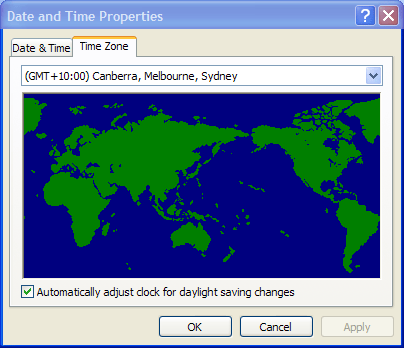 Date and Time Properties
Date & Time
Time Zone
(GMT+10:00) Canberra, Melbourne, Sydney
Automatically adjust clock for daylight saving changes
OK
Cancel
Apply